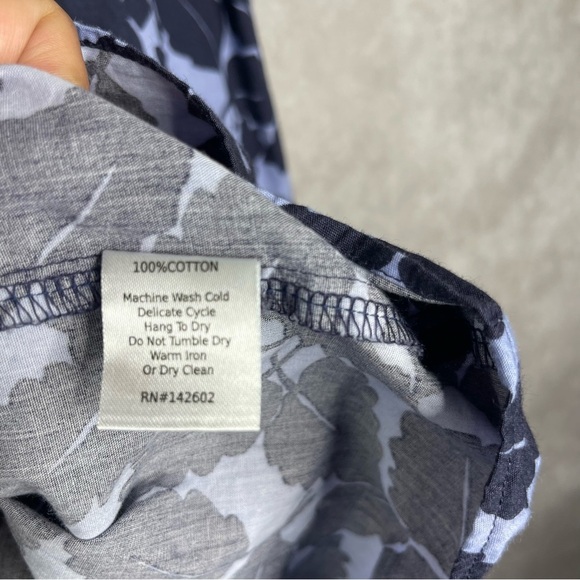 100%COTTON
Machine Wash Cold
Delicate Cycle
Hang To Dry
Do Not Tumble Dry
Warm Iron
Or Dry Clean
RN#142602